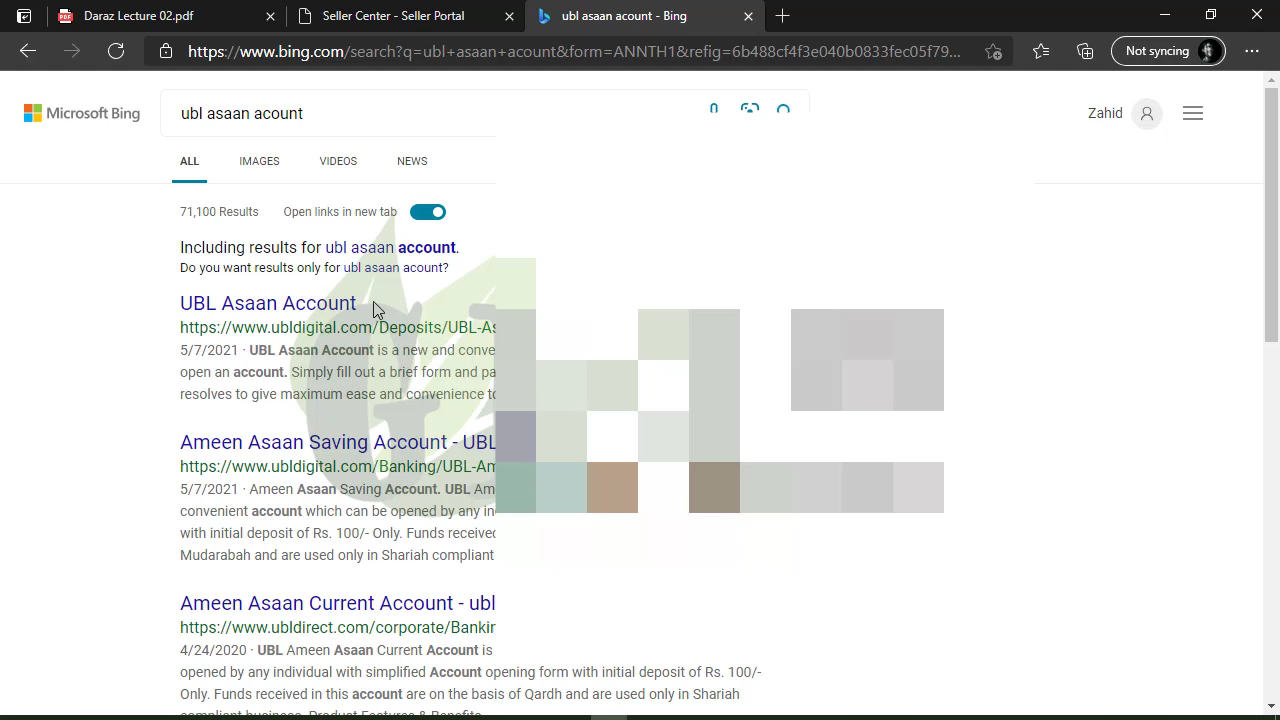 Daraz Lecture 02.pdf
Seller Center - Seller Portal
ubl asaan acount - Bing
https://www.bing.com/search?q=ubl+asaan+acount&form=ANNTH1&refig=6b488cf4f3e040b0833fec05f79...
Not syncing
Microsoft Bing
ubl asaan acount
Zahid
ALL IMAGES VIDEOS NEWS
71,100 Results Open links in new tab
Including results for ubl asaan account.
Do you want results only for ubl asaan acount?
UBL Asaan Account
https://www.ubldigital.com/Deposits/UBL-As
5/7/2021 · UBL Asaan Account is a new and conve
open an account. Simply fill out a brief form and pa
resolves to give maximum ease and convenience to
Ameen Asaan Saving Account - UBL
https://www.ubldigital.com/Banking/UBL-Am
5/7/2021 · Ameen Asaan Saving Account. UBL Am
convenient account which can be opened by any in
with initial deposit of Rs. 100/- Only. Funds received
Mudarabah and are used only in Shariah compliant
Ameen Asaan Current Account - ubl
https://www.ubldirect.com/corporate/Bankin
4/24/2020 · UBL Ameen Asaan Current Account is
opened by any individual with simplified Account opening form with initial deposit of Rs. 100/-
Only. Funds received in this account are on the basis of Qardh and are used only in Shariah
compliant business. Product Features & Benefits